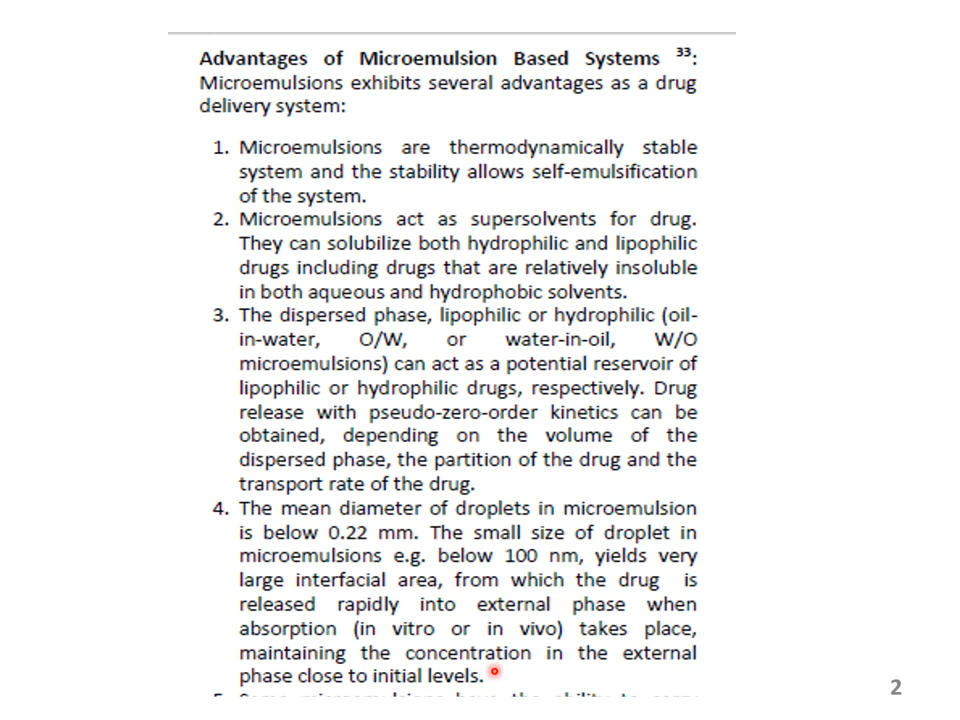 Advantages of Microemulsion Based Systems 33:
Microemulsions exhibits several advantages as a drug
delivery system:
1. Microemulsions are thermodynamically stable
system and the stability allows self-emulsification
of the system.
2. Microemulsions act as supersolvents for drug.
They can solubilize both hydrophilic and lipophilic
drugs including drugs that are relatively insoluble
in both aqueous and hydrophobic solvents.
3. The dispersed phase, lipophilic or hydrophilic (oil-
in-water, O/W, or water-in-oil, W/O
microemulsions) can act as a potential reservoir of
lipophilic or hydrophilic drugs, respectively. Drug
release with pseudo-zero-order kinetics can be
obtained, depending on the volume of the
dispersed phase, the partition of the drug and the
transport rate of the drug.
4. The mean diameter of droplets in microemulsion
is below 0.22 mm. The small size of droplet in
microemulsions e.g. below 100 nm, yields very
large interfacial area, from which the drug is
released rapidly into external phase when
absorption (in vitro or in vivo) takes place,
maintaining the concentration in the external
phase close to initial levels.
2